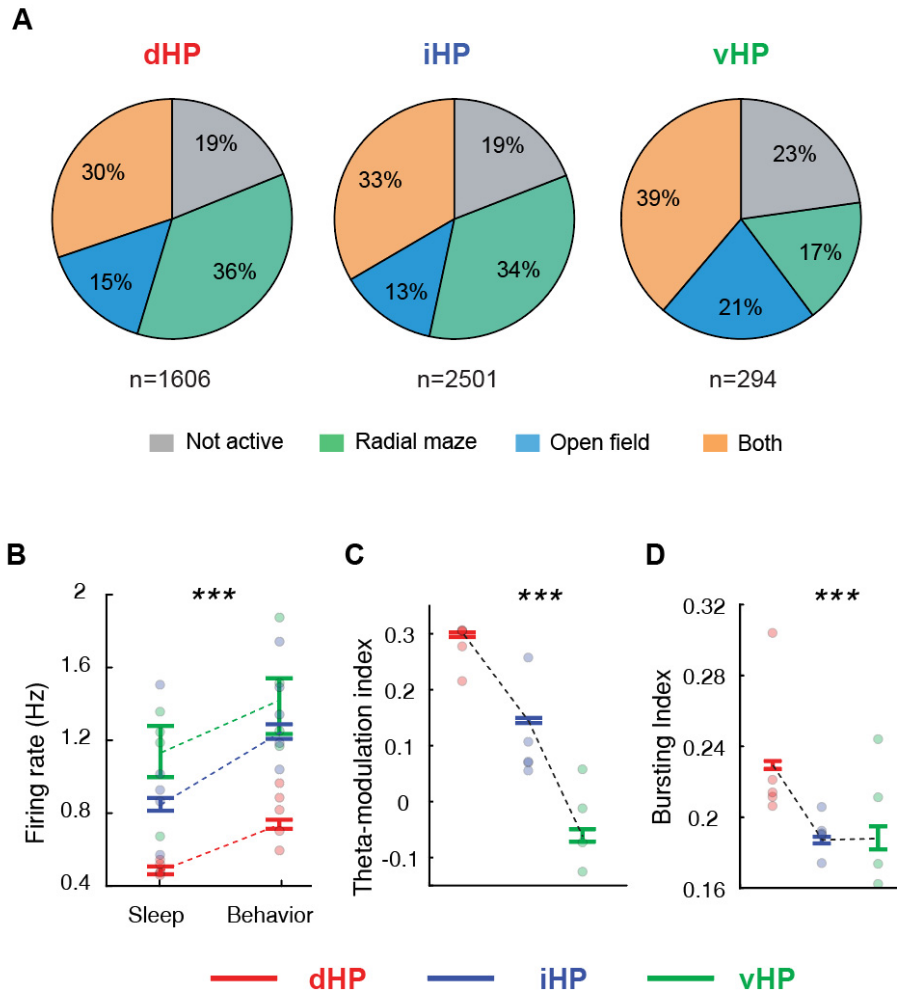 A
dHP iHP vHP
19% 19% 23%
30% 33% 39%
36% 34% 17%
15% 13% 21%
n=1606 n=2501 n=294
Not active Radial maze Open field Both
B C D
*** *** ***
Firing rate (Hz)
2
1.6
1.2
0.8
0.4
Sleep Behavior
Theta-modulation index
0.3
0.2
0.1
0
-0.1
Bursting Index
0.32
0.28
0.24
0.2
0.16
dHP iHP vHP